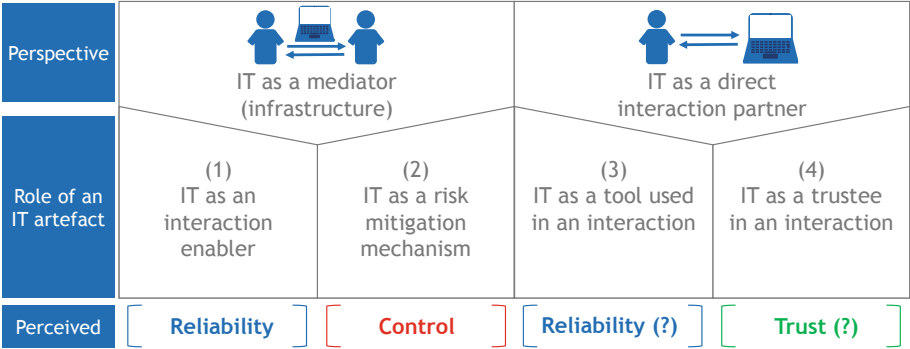 Perspective
IT as a mediator
(infrastructure)
IT as a direct
interaction partner
Role of an
IT artefact
(1)
IT as an
interaction
enabler
(2)
IT as a risk
mitigation
mechanism
(3)
IT as a tool used
in an interaction
(4)
IT as a trustee
in an interaction
Perceived
Reliability
Control
Reliability (?)
Trust (?)